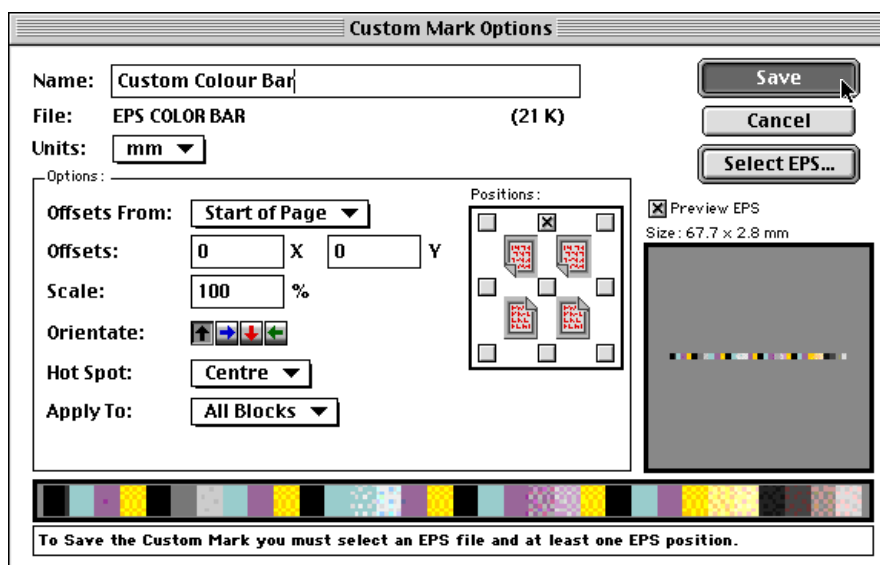 Custom Mark Options
Name: Custom Colour Bar
Save
File: EPS COLOR BAR (21 K)
Cancel
Units: mm
Select EPS...
Options:
Positions:
Offsets From: Start of Page
Preview EPS
Size: 67.7 x 2.8 mm
Offsets: 0 X 0 Y
Scale: 100 %
Orientate:
Hot Spot: Centre
Apply To: All Blocks
To Save the Custom Mark you must select an EPS file and at least one EPS position.